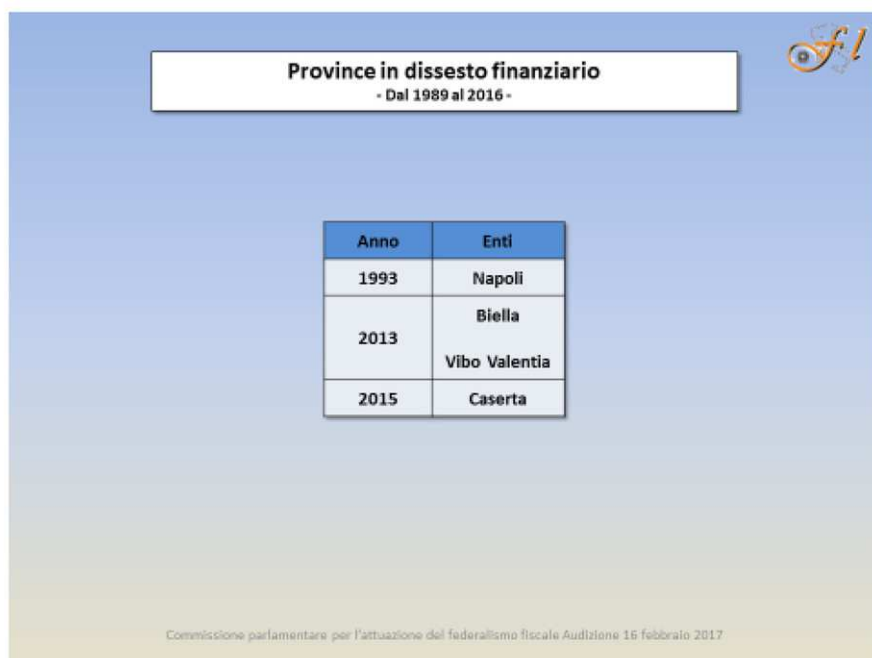 fl
Province in dissesto finanziario
- Dal 1989 al 2016 -
Anno Enti
1993 Napoli
2013 Biella
Vibo Valentia
2015 Caserta
Commissione parlamentare per l'attuazione del federalismo fiscale Audizione 16 febbraio 2017